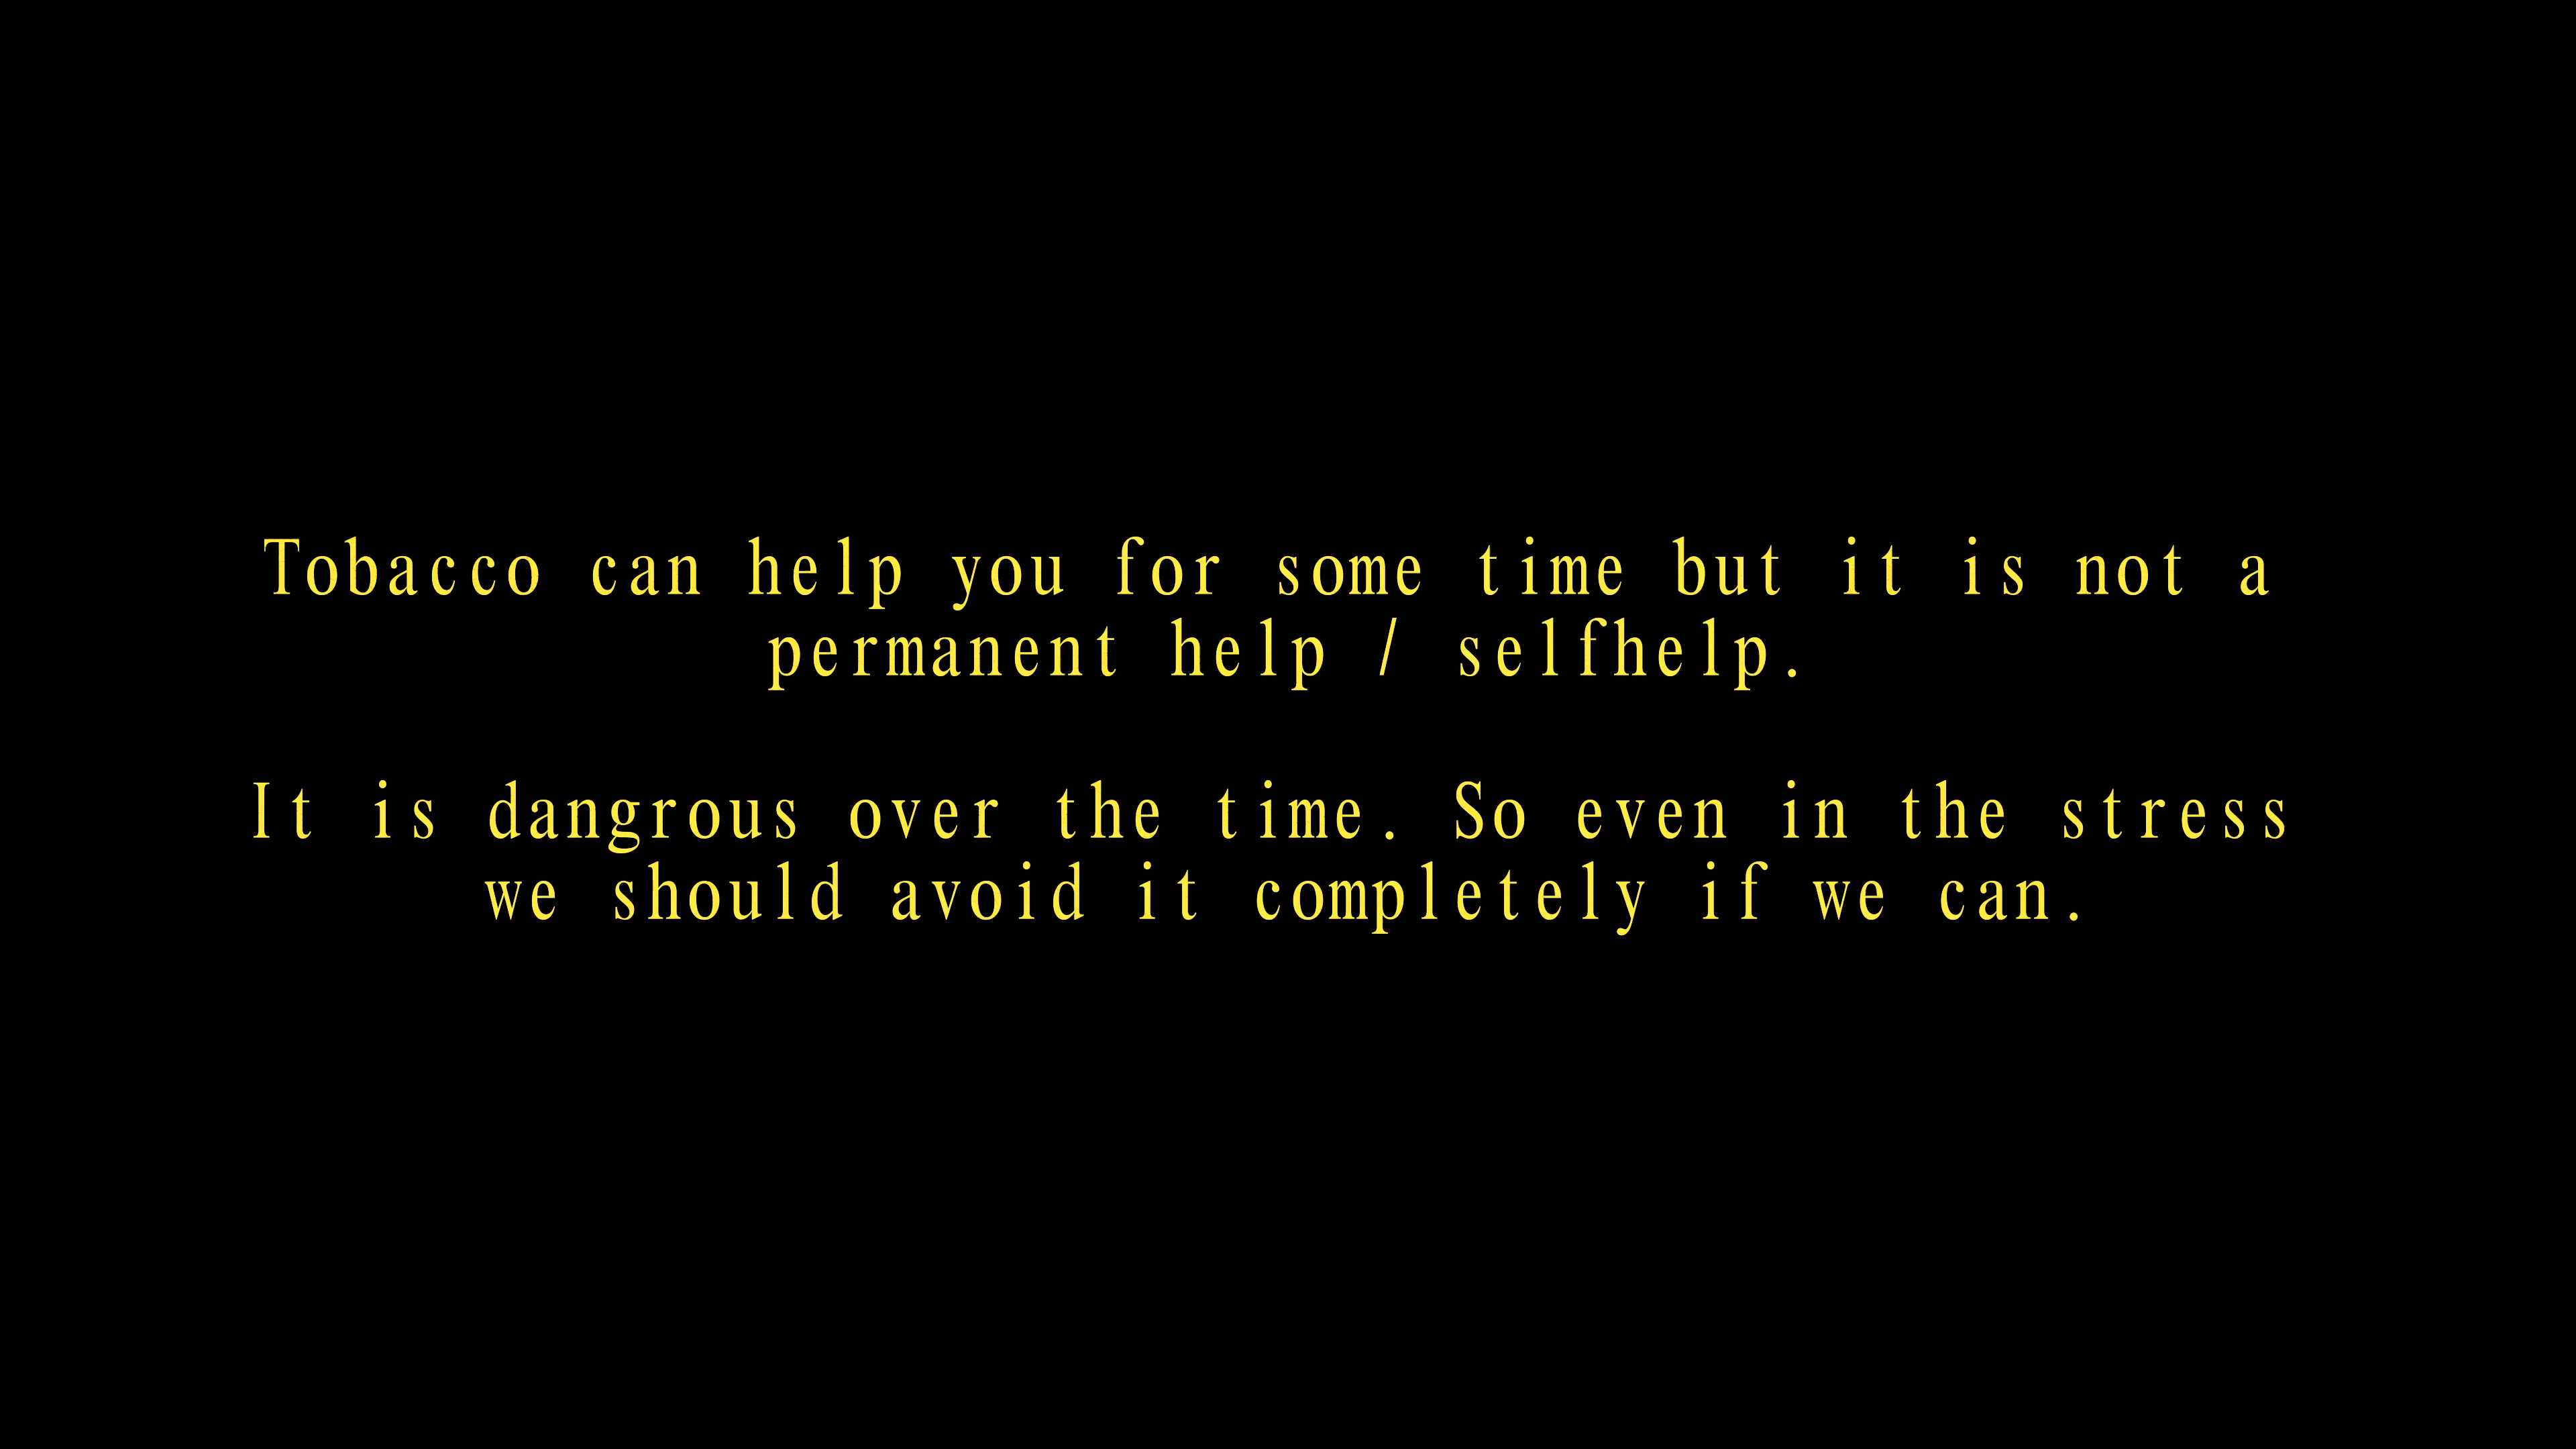 Tobacco can help you for some time but it is not a
permanent help / selfhelp.
It is dangrous over the time. So even in the stress
we should avoid it completely if we can.